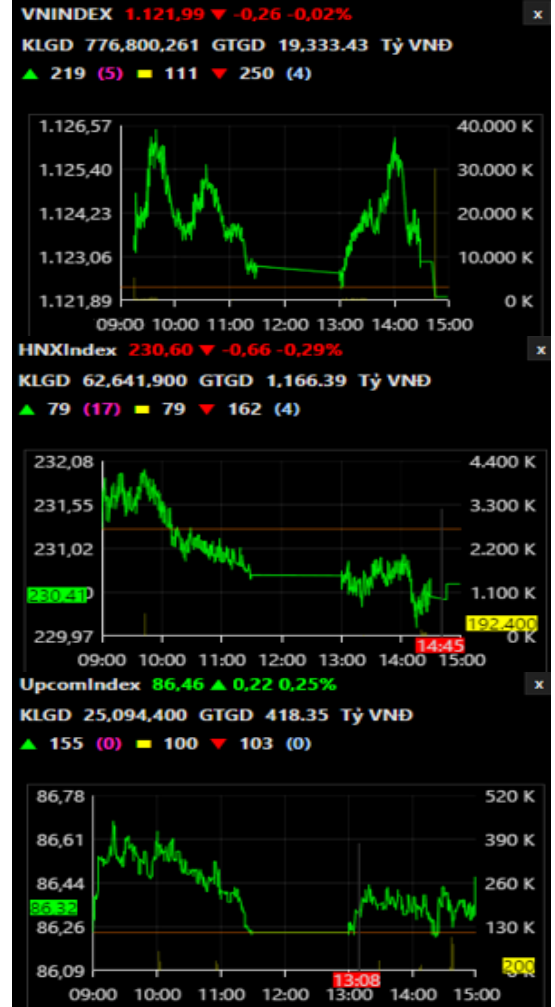 VNINDEX 1.121,99 ▼ -0,26 -0,02% x
KLGD 776,800,261 GTGD 19,333.43 Tỷ VNĐ
▲ 219 (5) ▬ 111 ▼ 250 (4)
1.126,57 40.000 K
1.125,40 30.000 K
1.124,23 20.000 K
1.123,06 10.000 K
1.121,89 0 K
09:00 10:00 11:00 12:00 13:00 14:00 15:00
HNXIndex 230,60 ▼ -0,66 -0,29% x
KLGD 62,641,900 GTGD 1,166.39 Tỷ VNĐ
▲ 79 (17) ▬ 79 ▼ 162 (4)
232,08 4.400 K
231,55 3.300 K
231,02 2.200 K
230,41 1.100 K
192.400
229,97 0 K
14:45
09:00 10:00 11:00 12:00 13:00 14:00 15:00
UpcomIndex 86,46 ▲ 0,22 0,25% x
KLGD 25,094,400 GTGD 418.35 Tỷ VNĐ
▲ 155 (0) ▬ 100 ▼ 103 (0)
86,78 520 K
86,61 390 K
86,44 260 K
86,32
86,26 130 K
200
86,09
13:08
09:00 10:00 11:00 12:00 13:00 14:00 15:00